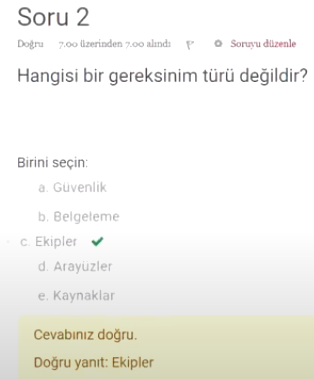 Soru 2
Doğru 7.00 üzerinden 7.00 alındı Soruyu düzenle
Hangisi bir gereksinim türü değildir?
Birini seçin:
a. Güvenlik
b. Belgeleme
c. Ekipler
d. Arayüzler
e. Kaynaklar
Cevabınız doğru.
Doğru yanıt: Ekipler